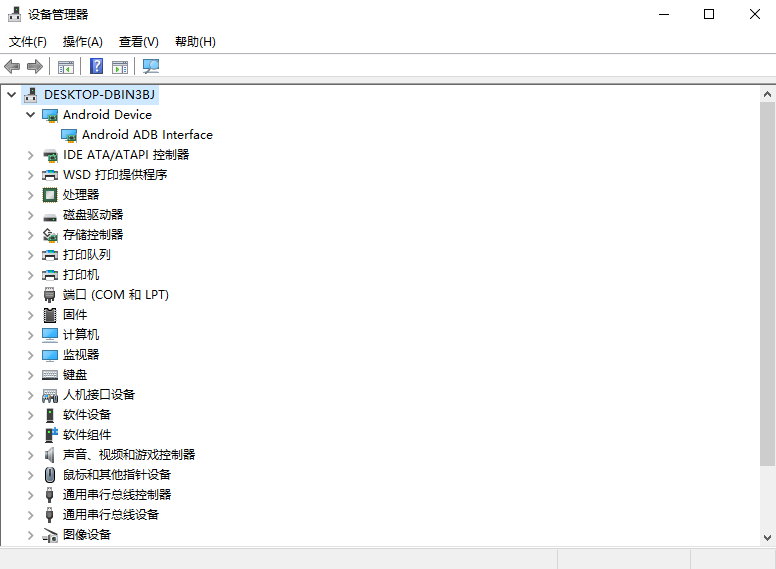 设备管理器
文件(F) 操作(A) 查看(V) 帮助(H)
DESKTOP-DBIN3BJ
Android Device
Android ADB Interface
IDE ATA/ATAPI 控制器
WSD 打印提供程序
处理器
磁盘驱动器
存储控制器
打印队列
打印机
端口 (COM 和 LPT)
固件
计算机
监视器
键盘
人机接口设备
软件设备
软件组件
声音、视频和游戏控制器
鼠标和其他指针设备
通用串行总线控制器
通用串行总线设备
图像设备